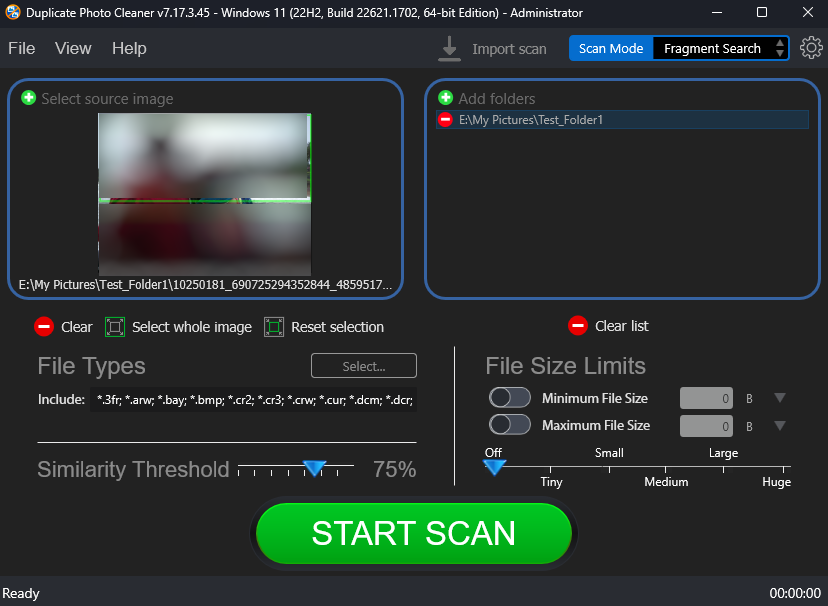 Duplicate Photo Cleaner v7.17.3.45 - Windows 11 (22H2, Build 22621.1702, 64-bit Edition) - Administrator
File View Help
Import scan
Scan Mode Fragment Search
Select source image
E:\My Pictures\Test_Folder1\10250181_690725294352844_4859517...
Add folders
E:\My Pictures\Test_Folder1
Clear Select whole image Reset selection
Clear list
File Types
Select...
Include: *.3fr; *.arw; *.bay; *.bmp; *.cr2; *.cr3; *.crw; *.cur; *.dcm; *.dcr;
Similarity Threshold 75%
File Size Limits
Minimum File Size 0 B
Maximum File Size 0 B
Off Small Large
Tiny Medium Huge
START SCAN
Ready 00:00:00